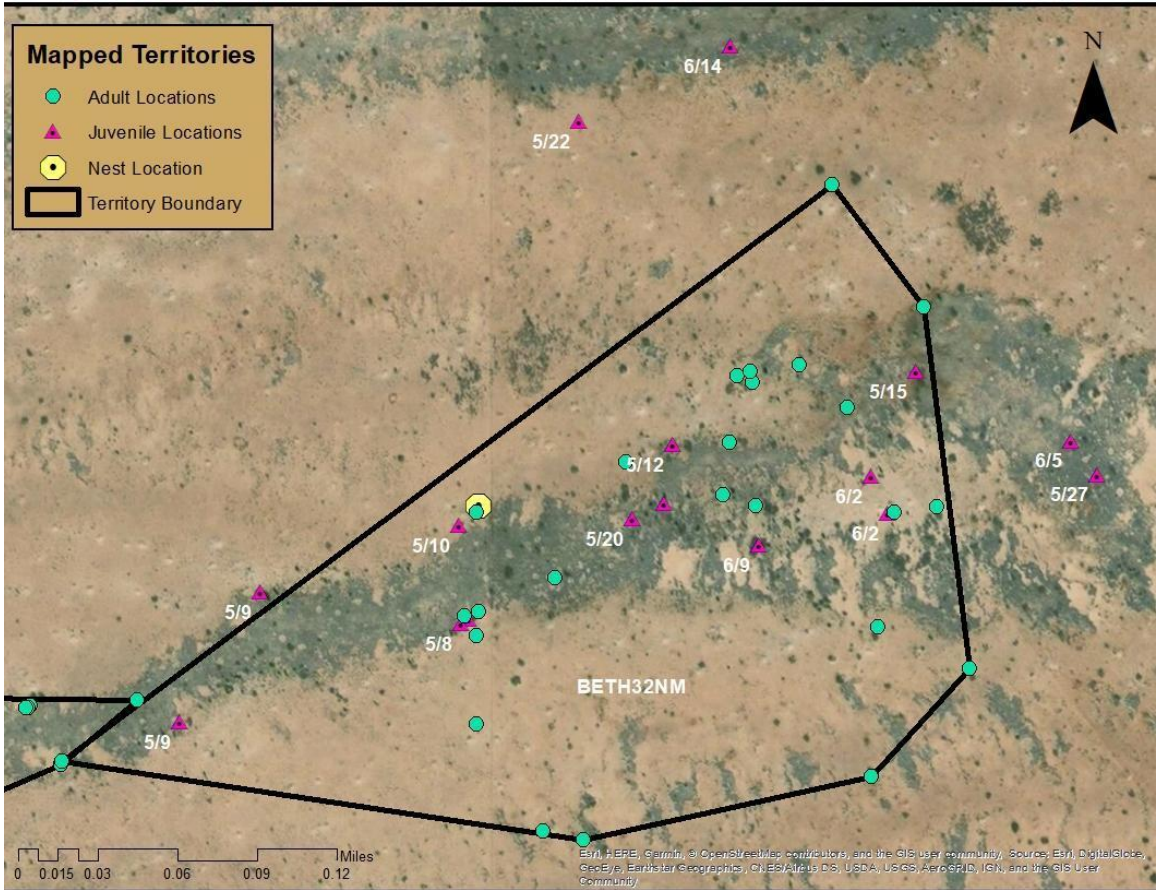 Mapped Territories
Adult Locations
Juvenile Locations
Nest Location
Territory Boundary
N
6/14
5/22
5/15
5/12
6/5
6/2
5/27
5/10
5/20
6/2
6/9
5/9
5/8
BETH32NM
5/9
Miles
0 0.015 0.03 0.06 0.09 0.12
Esri, HERE, Garmin, © OpenStreetMap contributors, and the GIS user community, Source: Esri, DigitalGlobe,
GeoEye, Earthstar Geographics, CNES/Airbus DS, USDA, USGS, AeroGRID, IGN, and the GIS User
Community